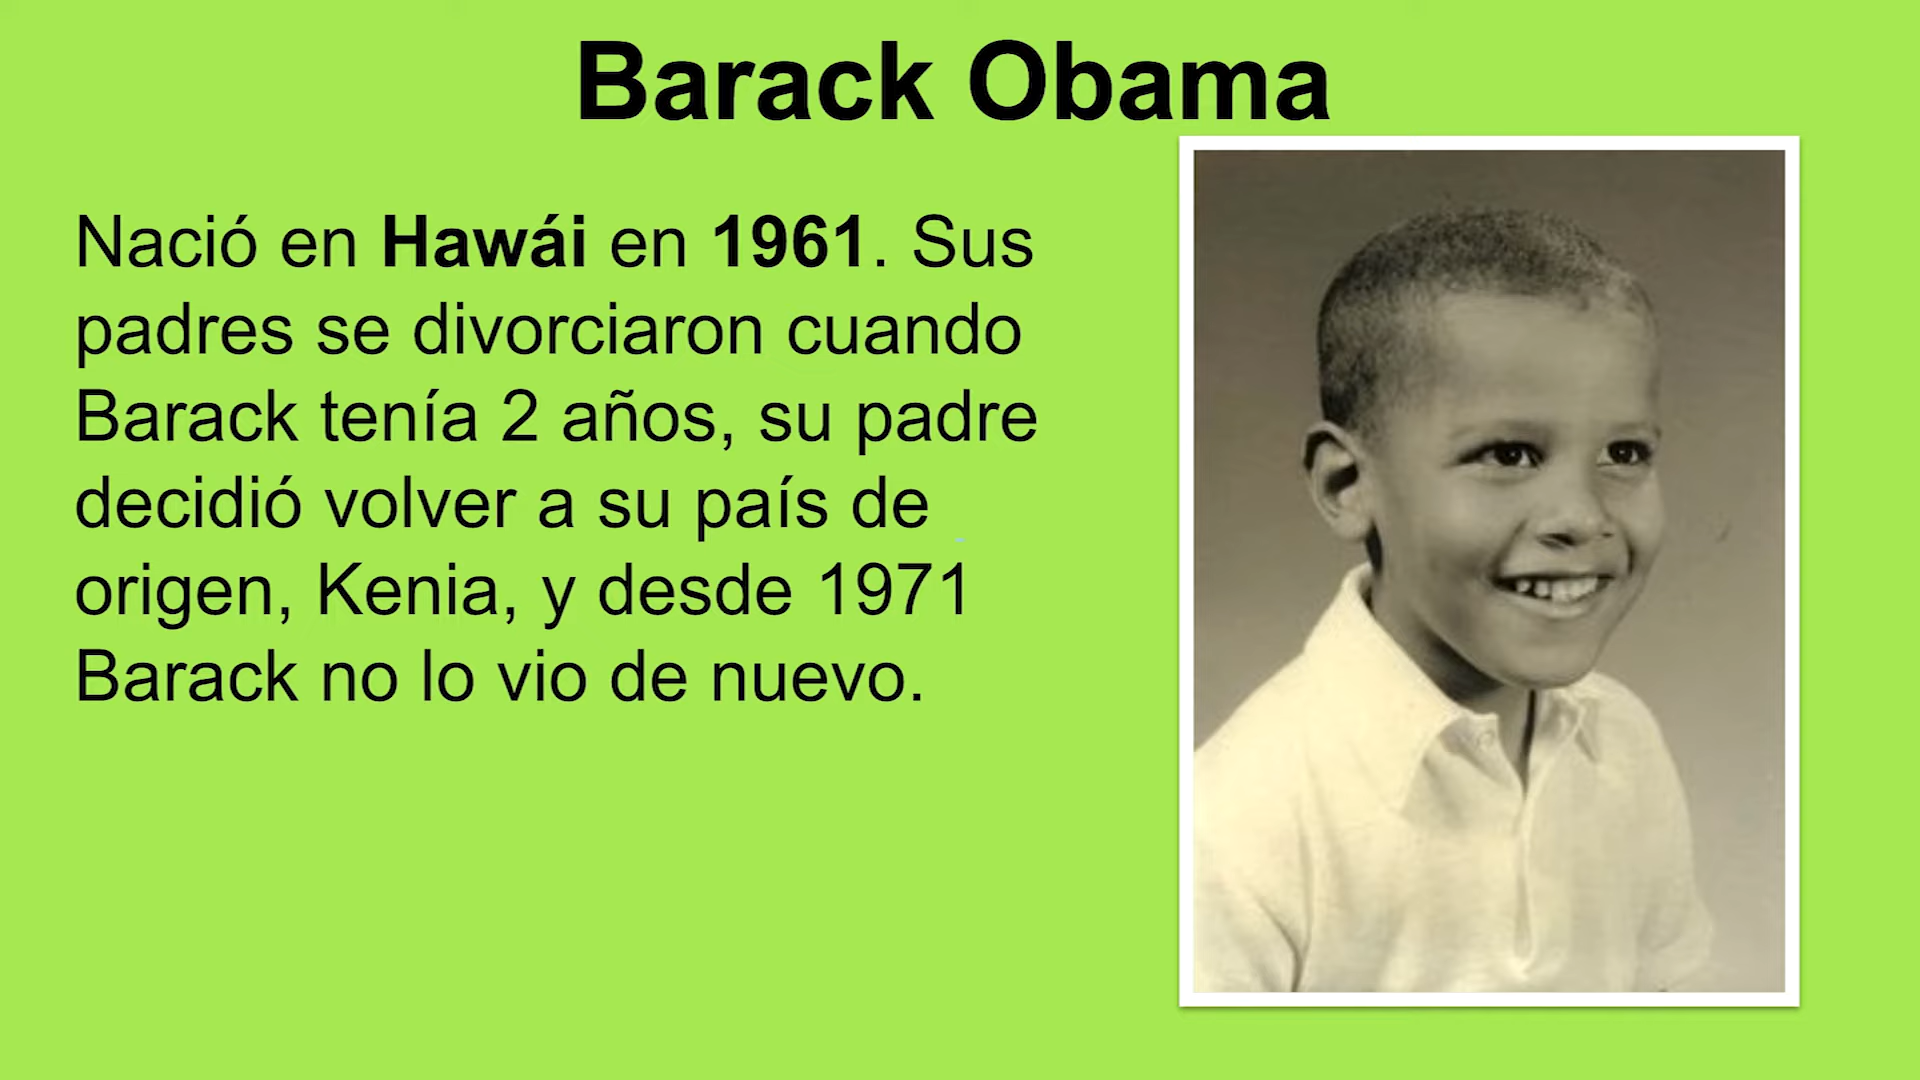 Barack Obama
Nació en Hawái en 1961. Sus
padres se divorciaron cuando
Barack tenía 2 años, su padre
decidió volver a su país de
origen, Kenia, y desde 1971
Barack no lo vio de nuevo.